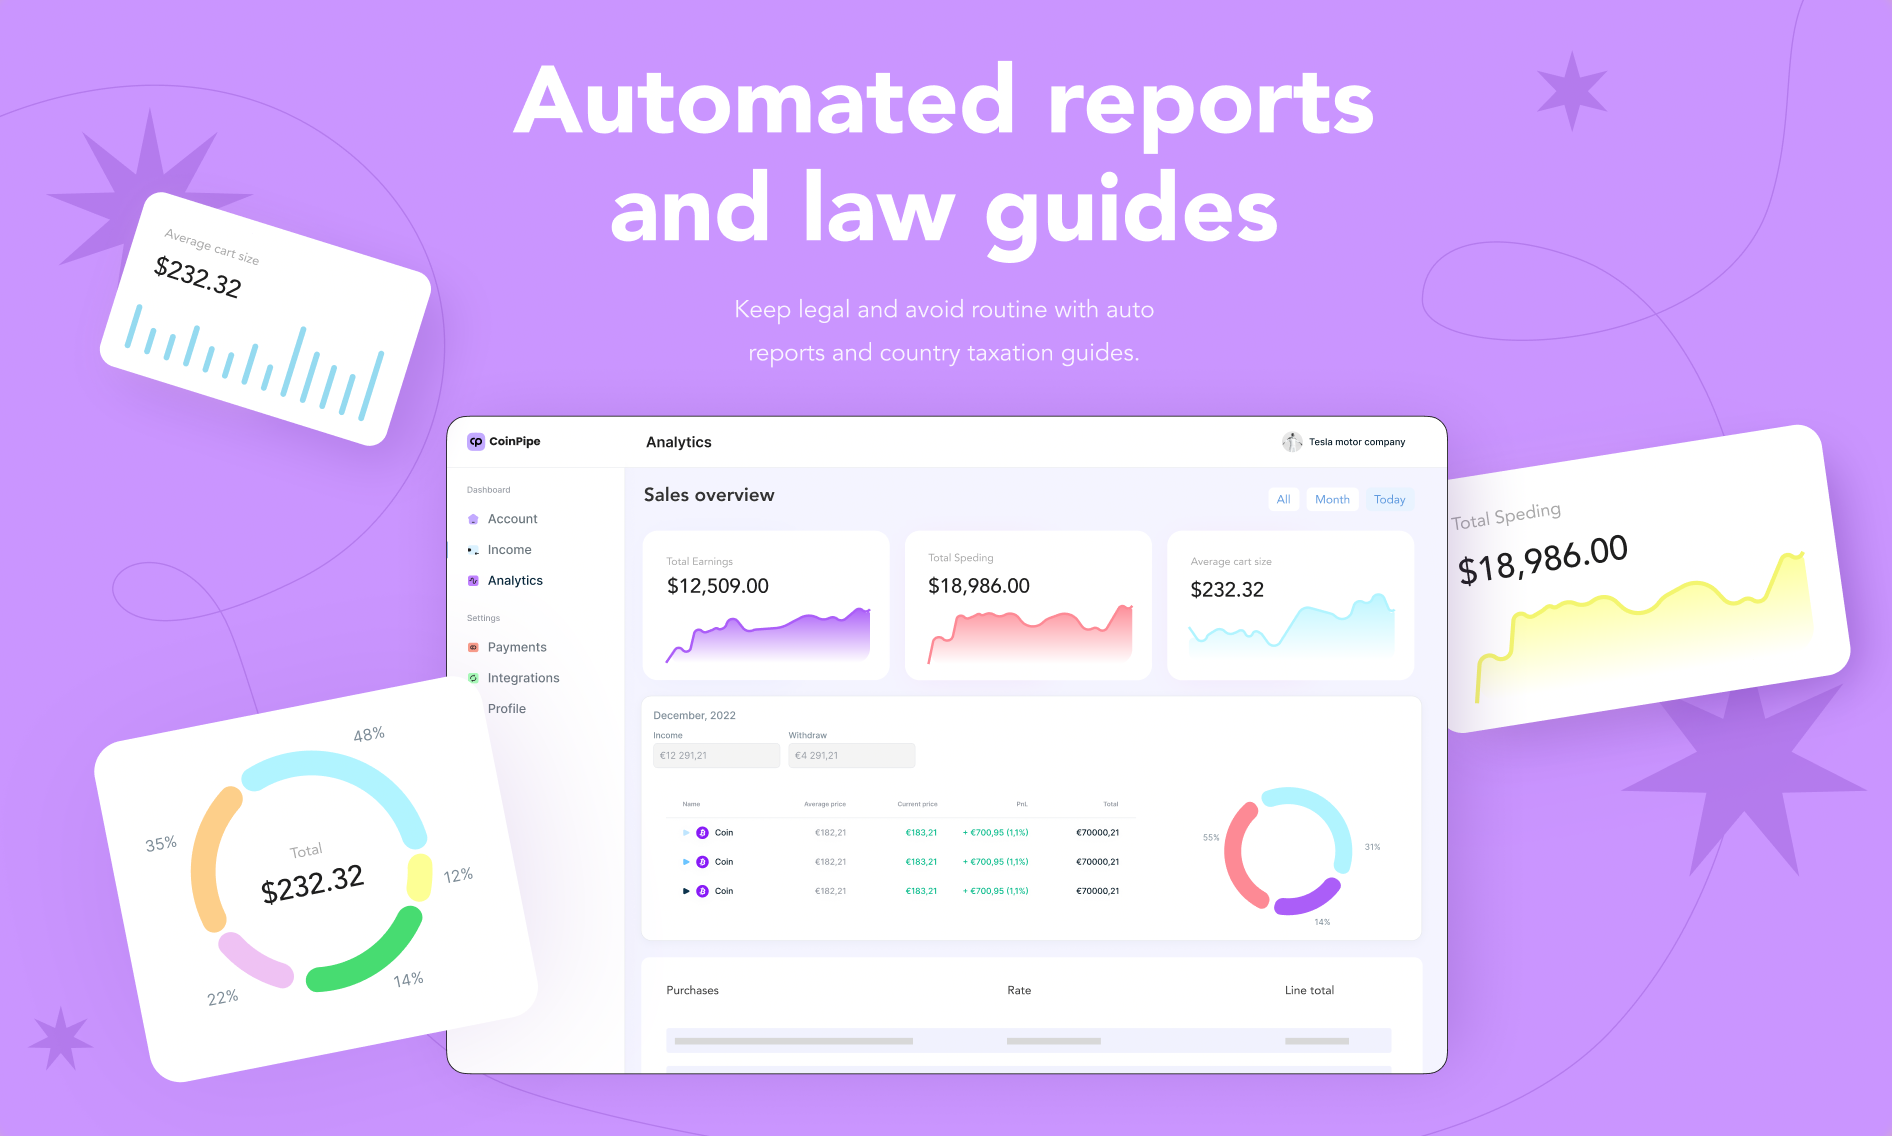 Automated reports
and law guides
Keep legal and avoid routine with auto
reports and country taxation guides.
Average cart size
$232.32
CoinPipe
Analytics
Tesla motor company
Dashboard
Account
Income
Analytics
Settings
Payments
Integrations
Profile
Sales overview
All Month Today
Total Earnings
$12,509.00
Total Speding
$18,986.00
Average cart size
$232.32
Total Speding
$18,986.00
December, 2022
Income Withdraw
€12 291,21 €4 291,21
Name Average price Current price PnL Total
Coin €182,21 €183,21 + €700,95 (1,1%) €70000,21
Coin €182,21 €183,21 + €700,95 (1,1%) €70000,21
Coin €182,21 €183,21 + €700,95 (1,1%) €70000,21
55%
31%
14%
48%
35%
Total
$232.32
12%
14%
22%
Purchases Rate Line total